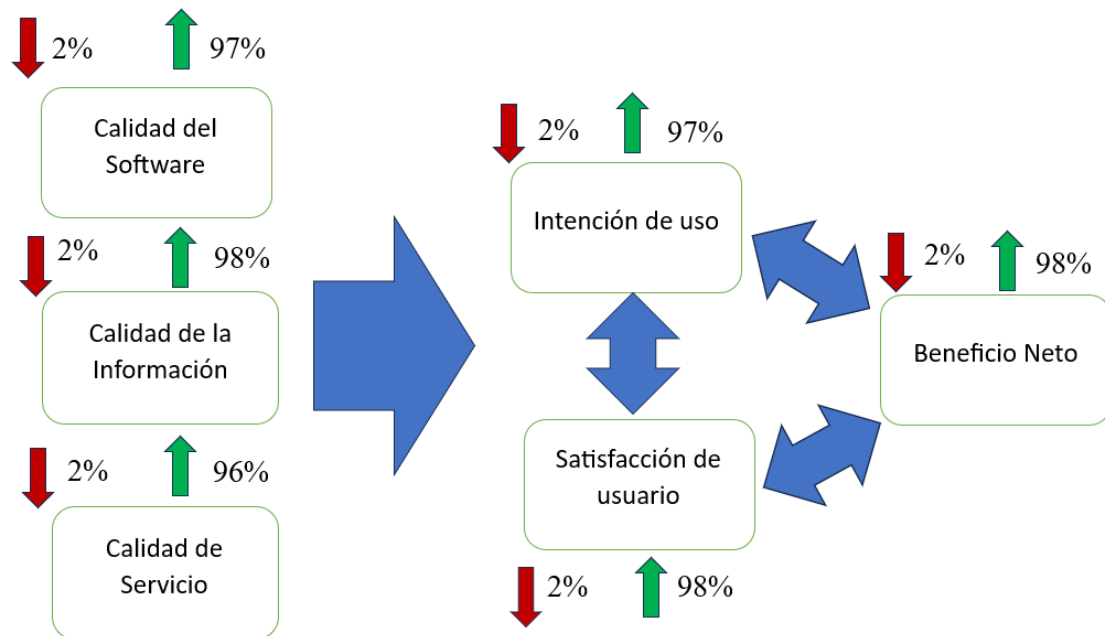 2% 97%
Calidad del
Software
2% 98%
Calidad de la
Información
2% 96%
Calidad de
Servicio
2% 97%
Intención de uso
Satisfacción de
usuario
2% 98%
2% 98%
Beneficio Neto